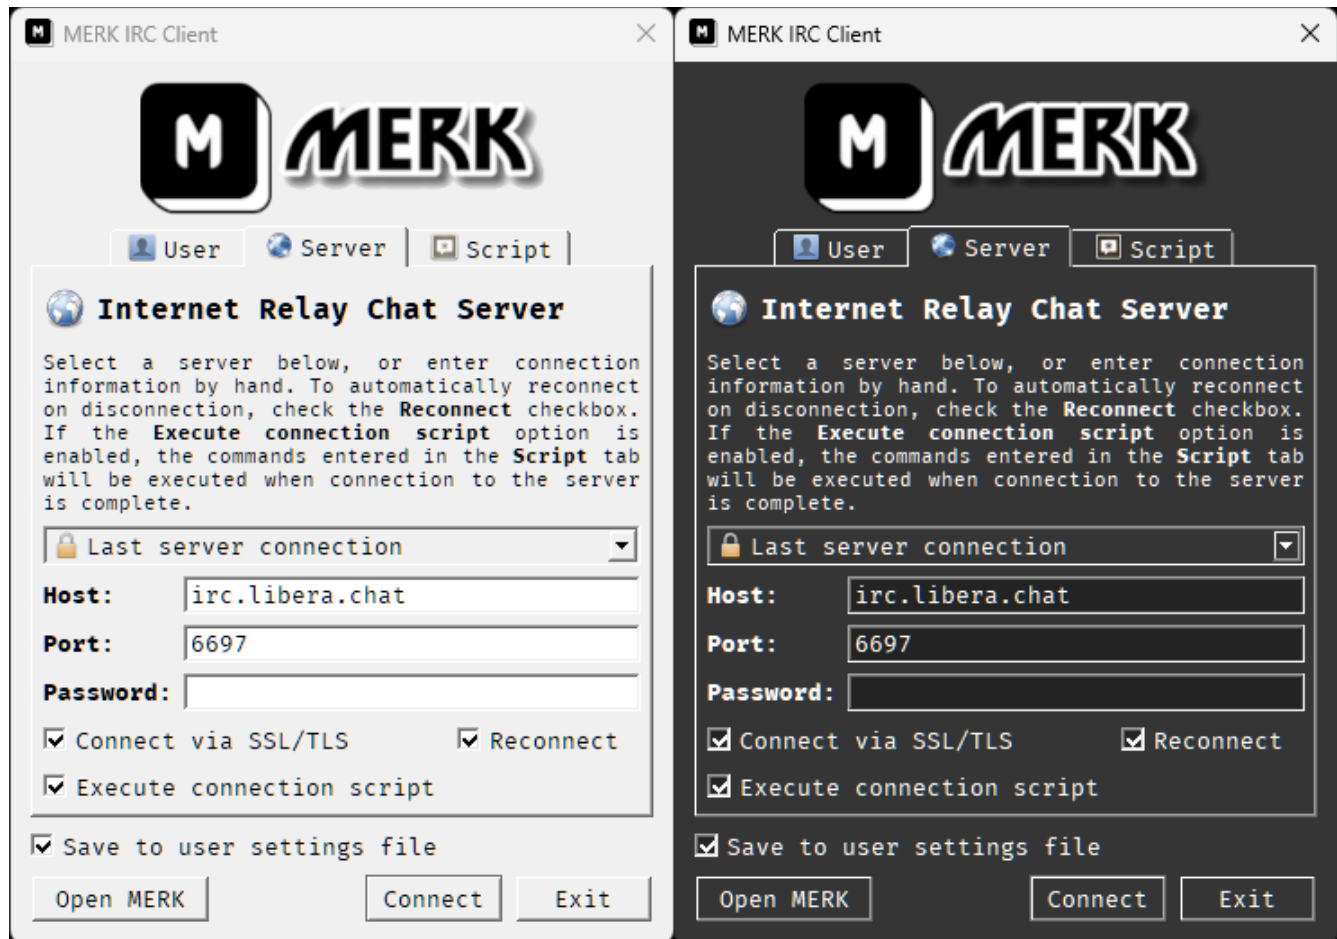 MERK IRC Client
M MERK
User Server Script
Internet Relay Chat Server
Select a server below, or enter connection
information by hand. To automatically reconnect
on disconnection, check the Reconnect checkbox.
If the Execute connection script option is
enabled, the commands entered in the Script tab
will be executed when connection to the server
is complete.
Last server connection
Host: irc.libera.chat
Port: 6697
Password:
Connect via SSL/TLS Reconnect
Execute connection script
Save to user settings file
Open MERK Connect Exit
MERK IRC Client
M MERK
User Server Script
Internet Relay Chat Server
Select a server below, or enter connection
information by hand. To automatically reconnect
on disconnection, check the Reconnect checkbox.
If the Execute connection script option is
enabled, the commands entered in the Script tab
will be executed when connection to the server
is complete.
Last server connection
Host: irc.libera.chat
Port: 6697
Password:
Connect via SSL/TLS Reconnect
Execute connection script
Save to user settings file
Open MERK Connect Exit